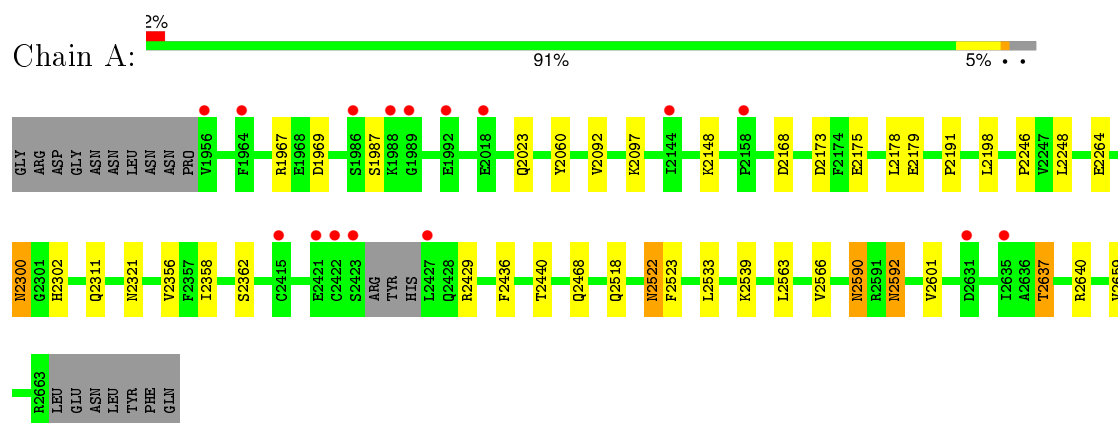 2%
Chain A:
91% 5% • •
GLY ARG ASP GLY ASN ASN LEU ASN ASN PRO V1956 F1964 R1967 E1968 D1969 S1986 S1987 K1988 G1989 E1992 E2018 Q2023 Y2060 V2092 K2097 I2144 K2148 P2158 D2168 D2173 F2174 E2175 L2178 E2179 P2191 L2198 P2246 V2247 L2248 E2264
N2300 G2301 H2302 Q2311 N2321 V2356 F2357 I2358 S2362 C2415 E2421 C2422 S2423 ARG TYR HIS L2427 Q2428 R2429 F2436 T2440 Q2468 Q2518 N2522 F2523 L2533 K2539 L2563 V2566 N2590 R2591 N2592 V2601 D2631 I2635 A2636 T2637 R2640
R2663 LEU GLU ASN LEU TYR PHE GLN